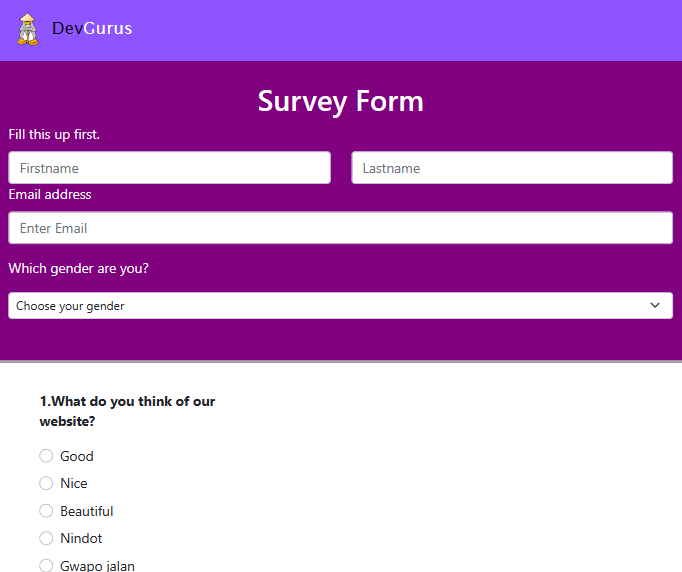 DevGurus
Survey Form
Fill this up first.
Firstname Lastname
Email address
Enter Email
Which gender are you?
Choose your gender
1.What do you think of our
website?
Good
Nice
Beautiful
Nindot
Gwapo jalan